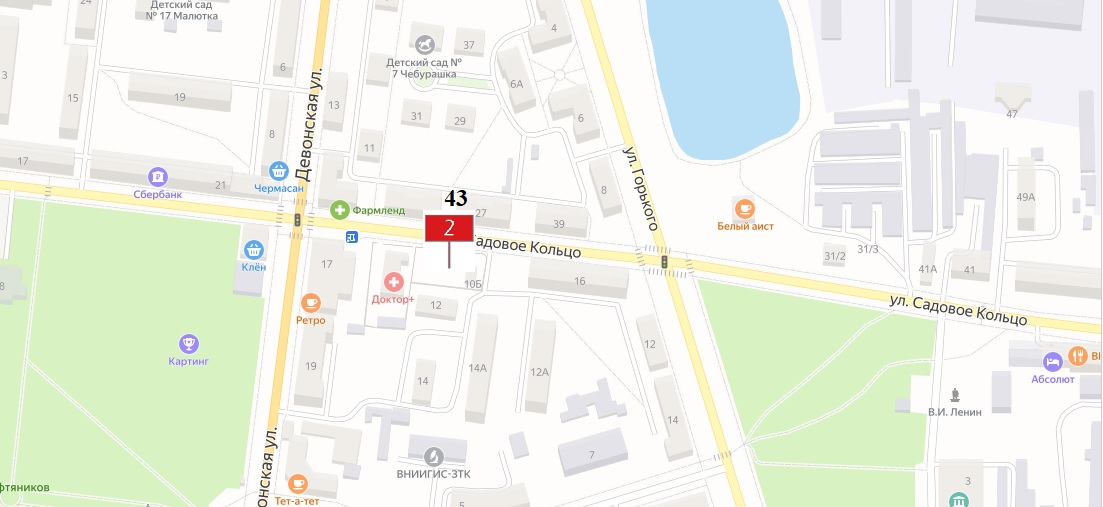 Детский сад
№ 17 Малютка
24
4
37
Детский сад №
7 Чебурашка
6
3
15
19
13
6А
31
29
6
47
8
11
17
Девонская ул.
ул. Горького
Сбербанк
21
Чермасан
43
8
49А
Фармленд
27
39
2
Садовое Кольцо
Белый аист
31/2
31/3
41А
41
Клён
17
Доктор+
10Б
16
8
12
ул. Садовое Кольцо
Ретро
Картинг
12
19
14
14А
12А
Абсолют
В.И. Ленин
14
7
ВНИИГИС-ЗТК
Тет-а-тет
5
3